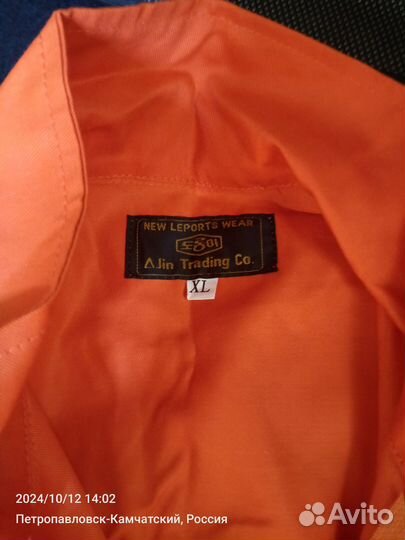 NEW LEPORTS WEAR
AJin Trading Co.
XL
2024/10/12 14:02
Петропавловск-Камчатский, Россия
Avito